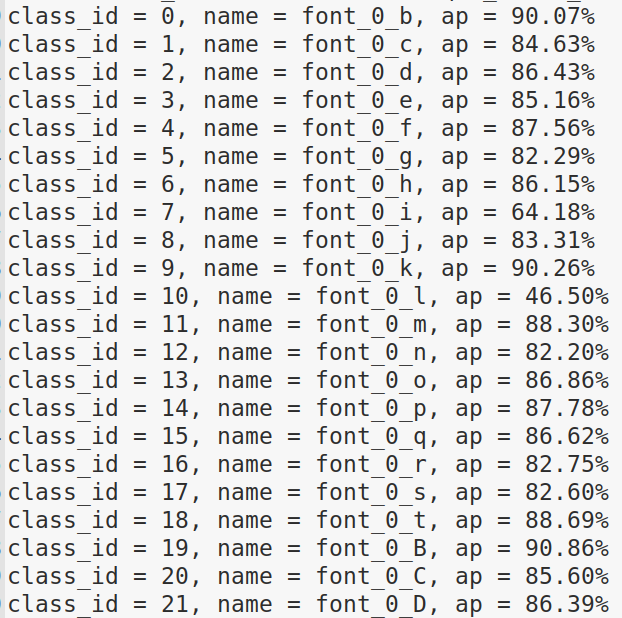 class_id = 0, name = font_0_b, ap = 90.07%
class_id = 1, name = font_0_c, ap = 84.63%
class_id = 2, name = font_0_d, ap = 86.43%
class_id = 3, name = font_0_e, ap = 85.16%
class_id = 4, name = font_0_f, ap = 87.56%
class_id = 5, name = font_0_g, ap = 82.29%
class_id = 6, name = font_0_h, ap = 86.15%
class_id = 7, name = font_0_i, ap = 64.18%
class_id = 8, name = font_0_j, ap = 83.31%
class_id = 9, name = font_0_k, ap = 90.26%
class_id = 10, name = font_0_l, ap = 46.50%
class_id = 11, name = font_0_m, ap = 88.30%
class_id = 12, name = font_0_n, ap = 82.20%
class_id = 13, name = font_0_o, ap = 86.86%
class_id = 14, name = font_0_p, ap = 87.78%
class_id = 15, name = font_0_q, ap = 86.62%
class_id = 16, name = font_0_r, ap = 82.75%
class_id = 17, name = font_0_s, ap = 82.60%
class_id = 18, name = font_0_t, ap = 88.69%
class_id = 19, name = font_0_B, ap = 90.86%
class_id = 20, name = font_0_C, ap = 85.60%
class_id = 21, name = font_0_D, ap = 86.39%